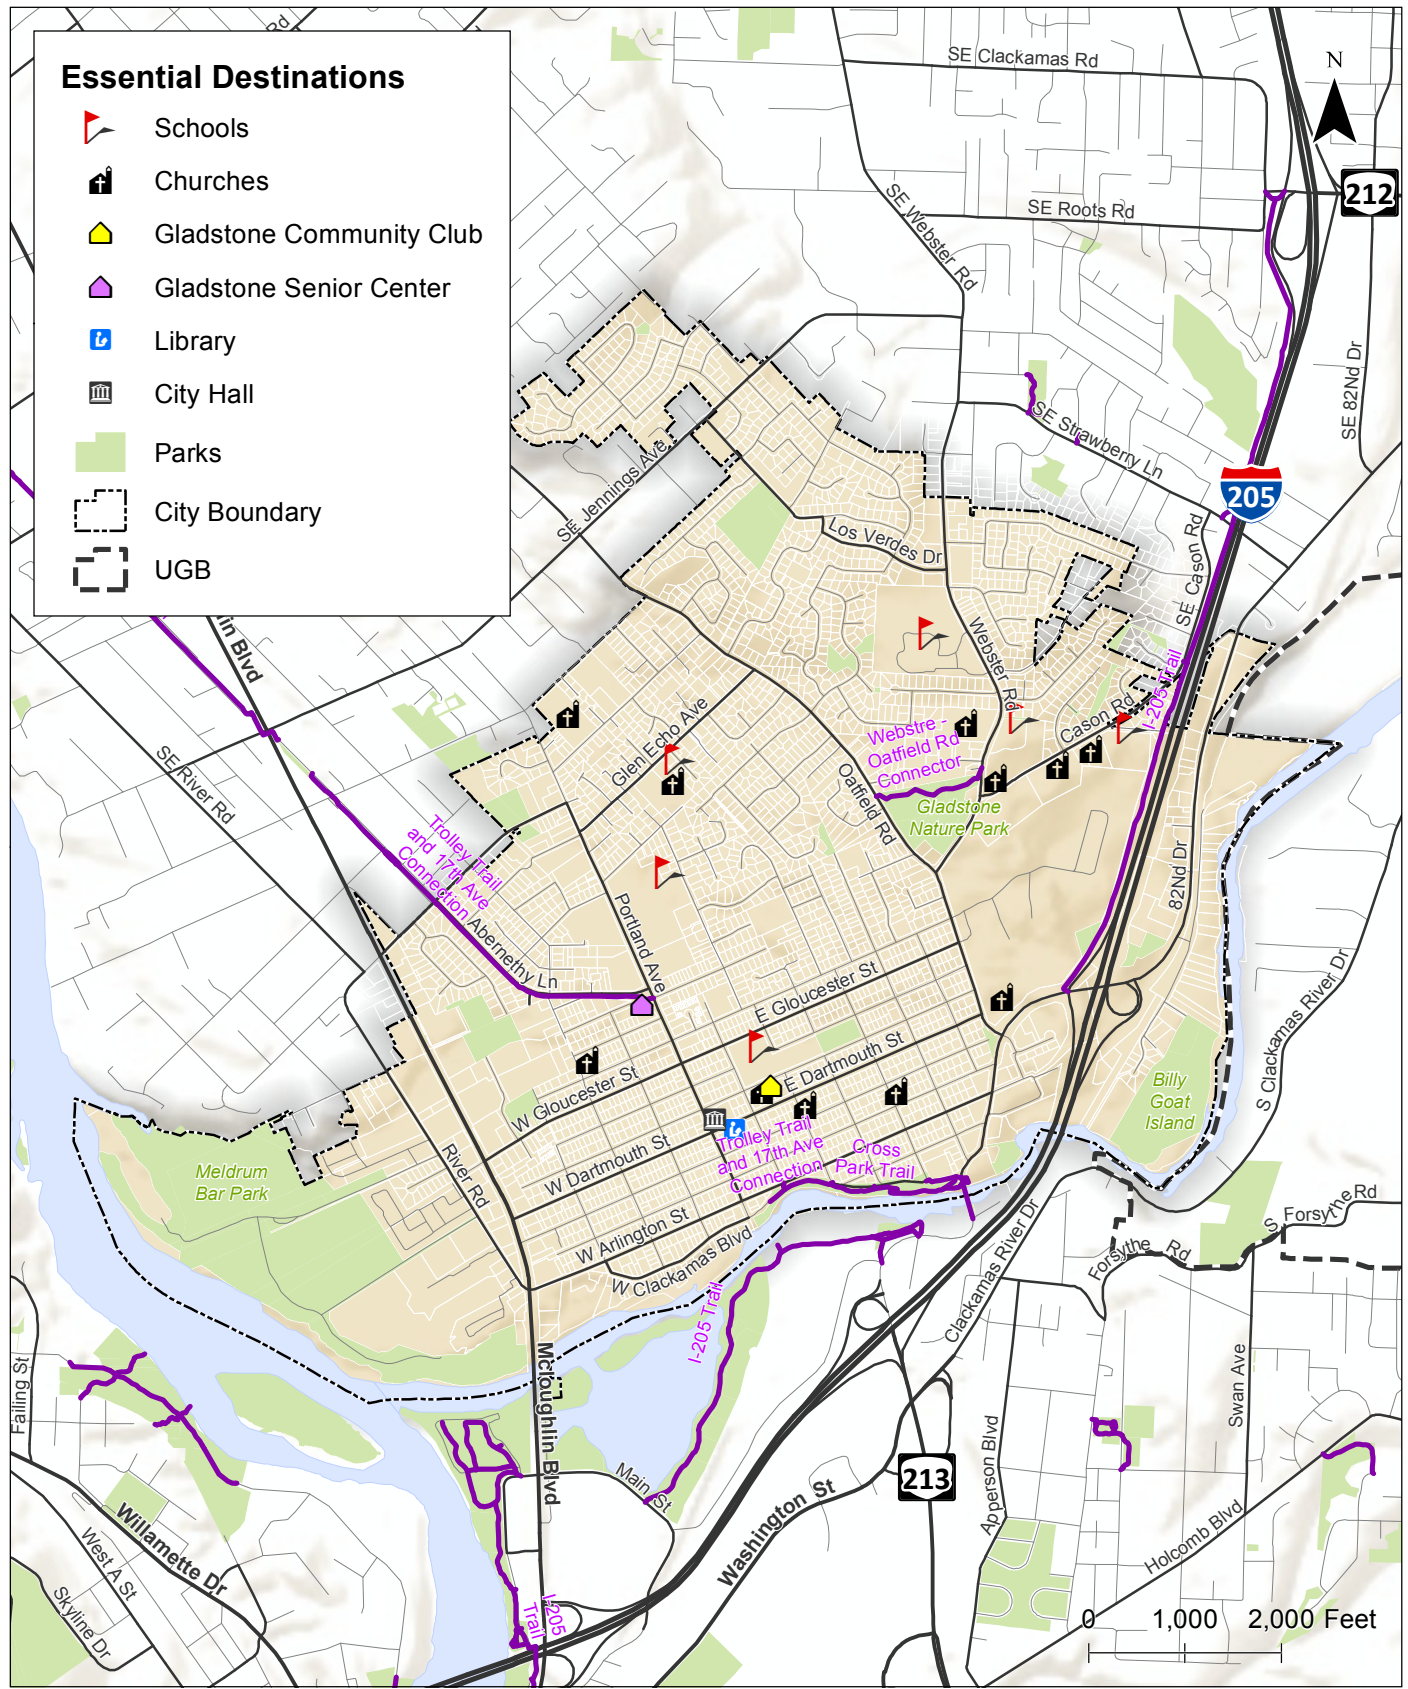 Rd
Essential Destinations
Schools
Churches
Gladstone Community Club
Gladstone Senior Center
Library
City Hall
Parks
City Boundary
UGB
N
212
SE Clackamas Rd
SE Roots Rd
SE Webster Rd
SE 82Nd Dr
SE Strawberry Ln
205
SE Jennings Ave
Los Verdes Dr
SE Cason Rd
lin Blvd
Webster Rd
I-205 Trail
Cason Rd
Glen Echo Ave
Webstre -
Oatfield Rd
Connector
Oatfield Rd
Gladstone
Nature Park
SE River Rd
Trolley Trail
and 17th Ave
Connection
Abernethy Ln
Portland Ave
82Nd Dr
E Gloucester St
S Clackamas River Dr
E Dartmouth St
W Gloucester St
Billy
Goat
Island
Trolley Trail
and 17th Ave
Connection
Cross
Park Trail
W Dartmouth St
Meldrum
Bar Park
River Rd
W Arlington St
W Clackamas Blvd
S Forsythe Rd
Forsythe Rd
Clackamas River Dr
I-205 Trail
Mcloughlin Blvd
Failing St
Swan Ave
Apperson Blvd
213
Main St
Washington St
Willamette Dr
West A St
Skyline Dr
Holcomb Blvd
I-205
Trail
0 1,000 2,000 Feet